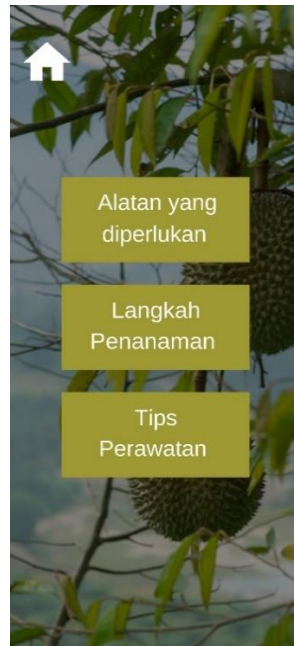 Alatan yang
diperlukan
Langkah
Penanaman
Tips
Perawatan